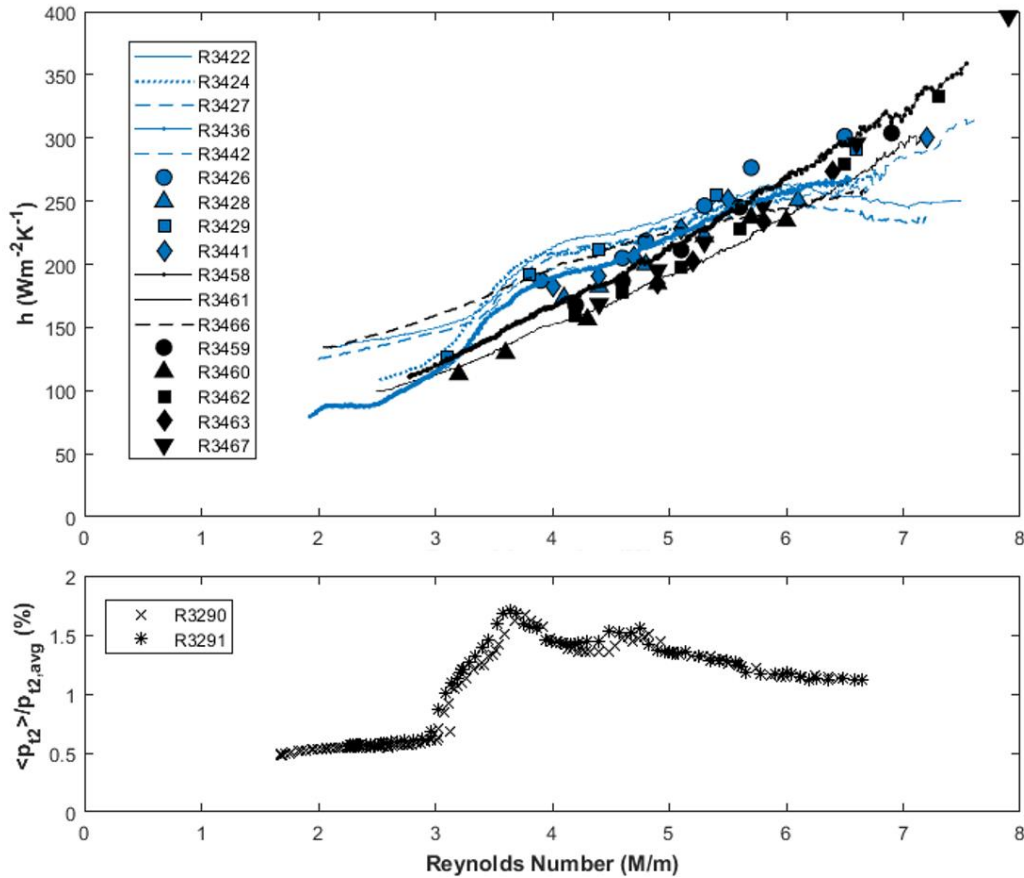 400
350
300
250
200
150
100
50
0
h (Wm⁻²K⁻¹)
R3422
R3424
R3427
R3436
R3442
R3426
R3428
R3429
R3441
R3458
R3461
R3466
R3459
R3460
R3462
R3463
R3467
0 1 2 3 4 5 6 7 8
2
1.5
1
0.5
0
<p_t2>/p_t2,avg (%)
R3290
R3291
0 1 2 3 4 5 6 7 8
Reynolds Number (M/m)